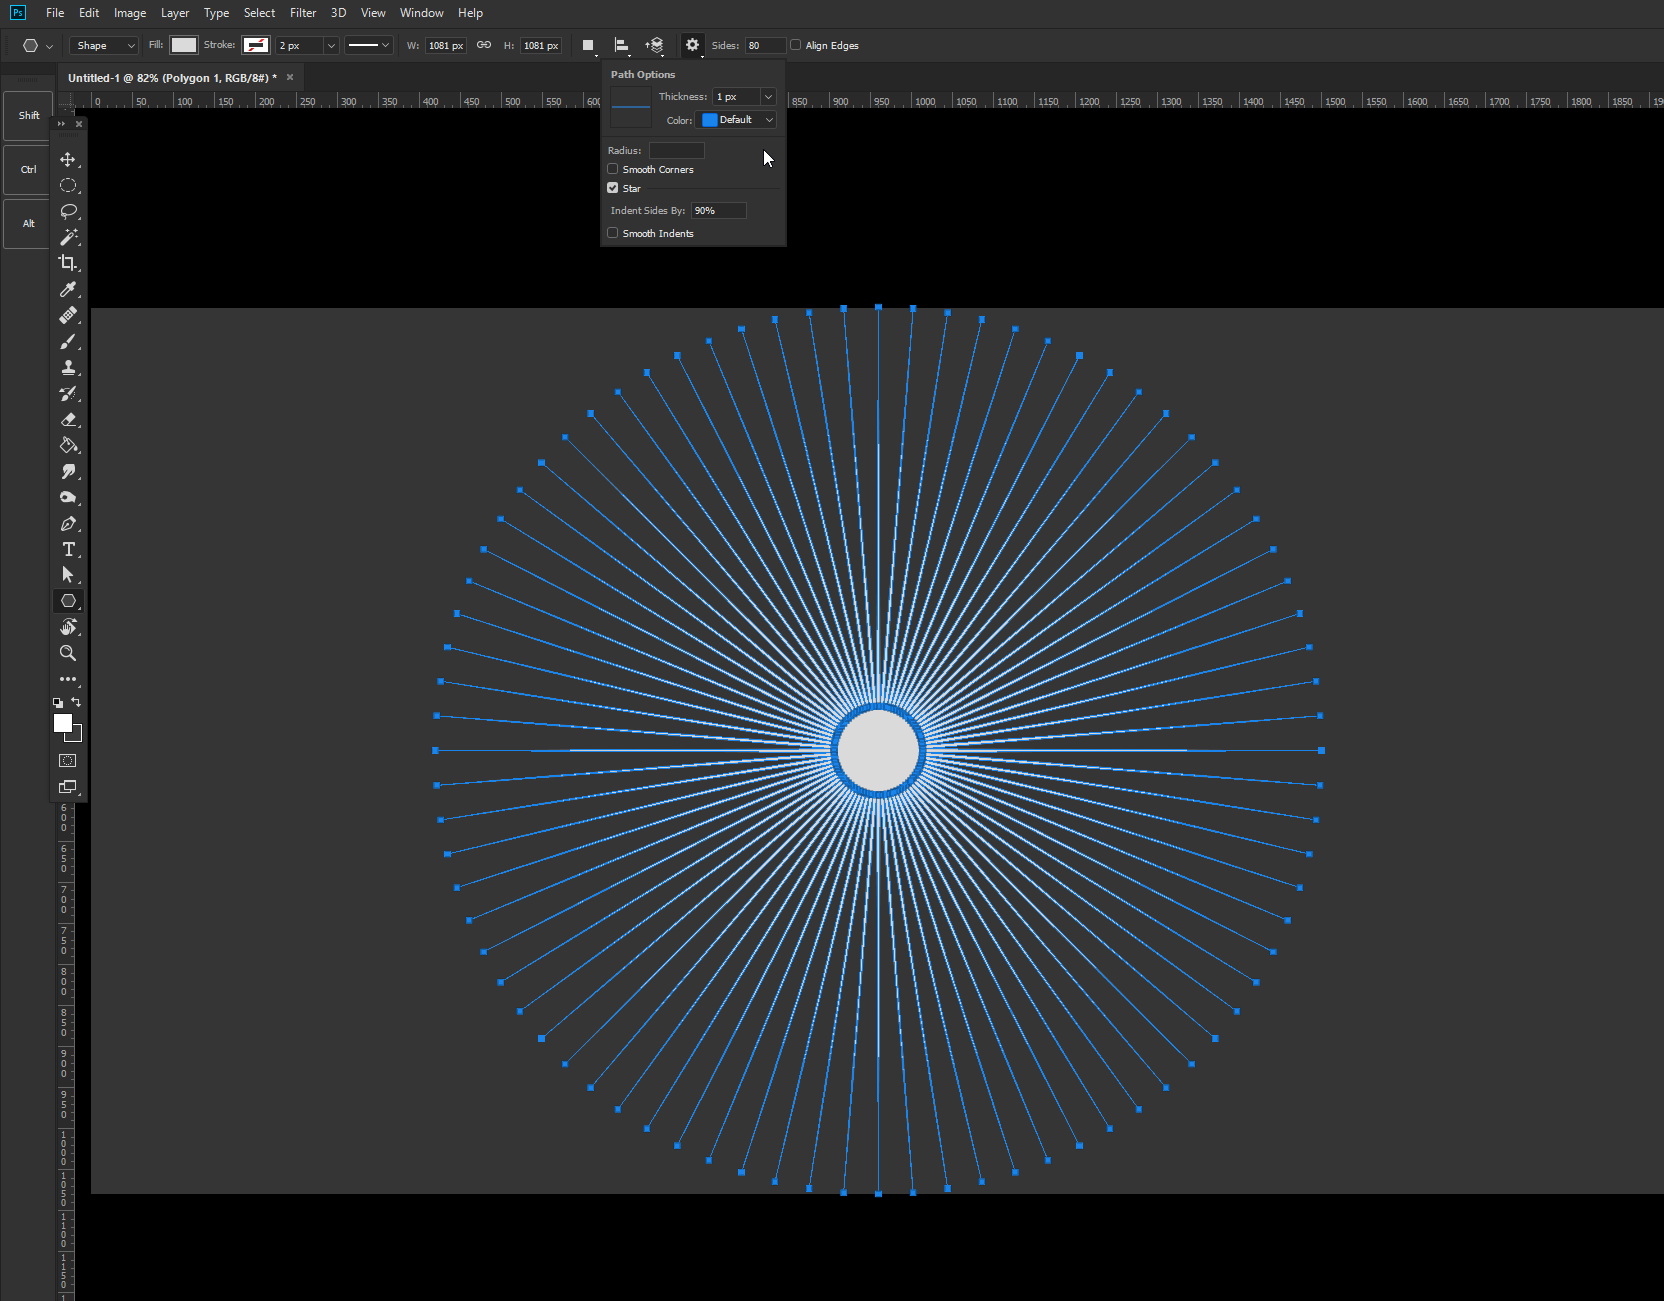 Ps File Edit Image Layer Type Select Filter 3D View Window Help
Shape Fill: Stroke: 2 px W: 1081 px H: 1081 px Sides: 80 Align Edges
Untitled-1 @ 82% (Polygon 1, RGB/8#) * ×
0 50 100 150 200 250 300 350 400 450 500 550 600 850 900 950 1000 1050 1100 1150 1200 1250 1300 1350 1400 1450 1500 1550 1600 1650 1700 1750 1800 1850 190
Path Options
Thickness: 1 px
Color: Default
Radius:
Smooth Corners
Star
Indent Sides By: 90%
Smooth Indents
Shift
Ctrl
Alt
T
600
650
700
750
800
850
900
950
1000
1050
1100
1150
1